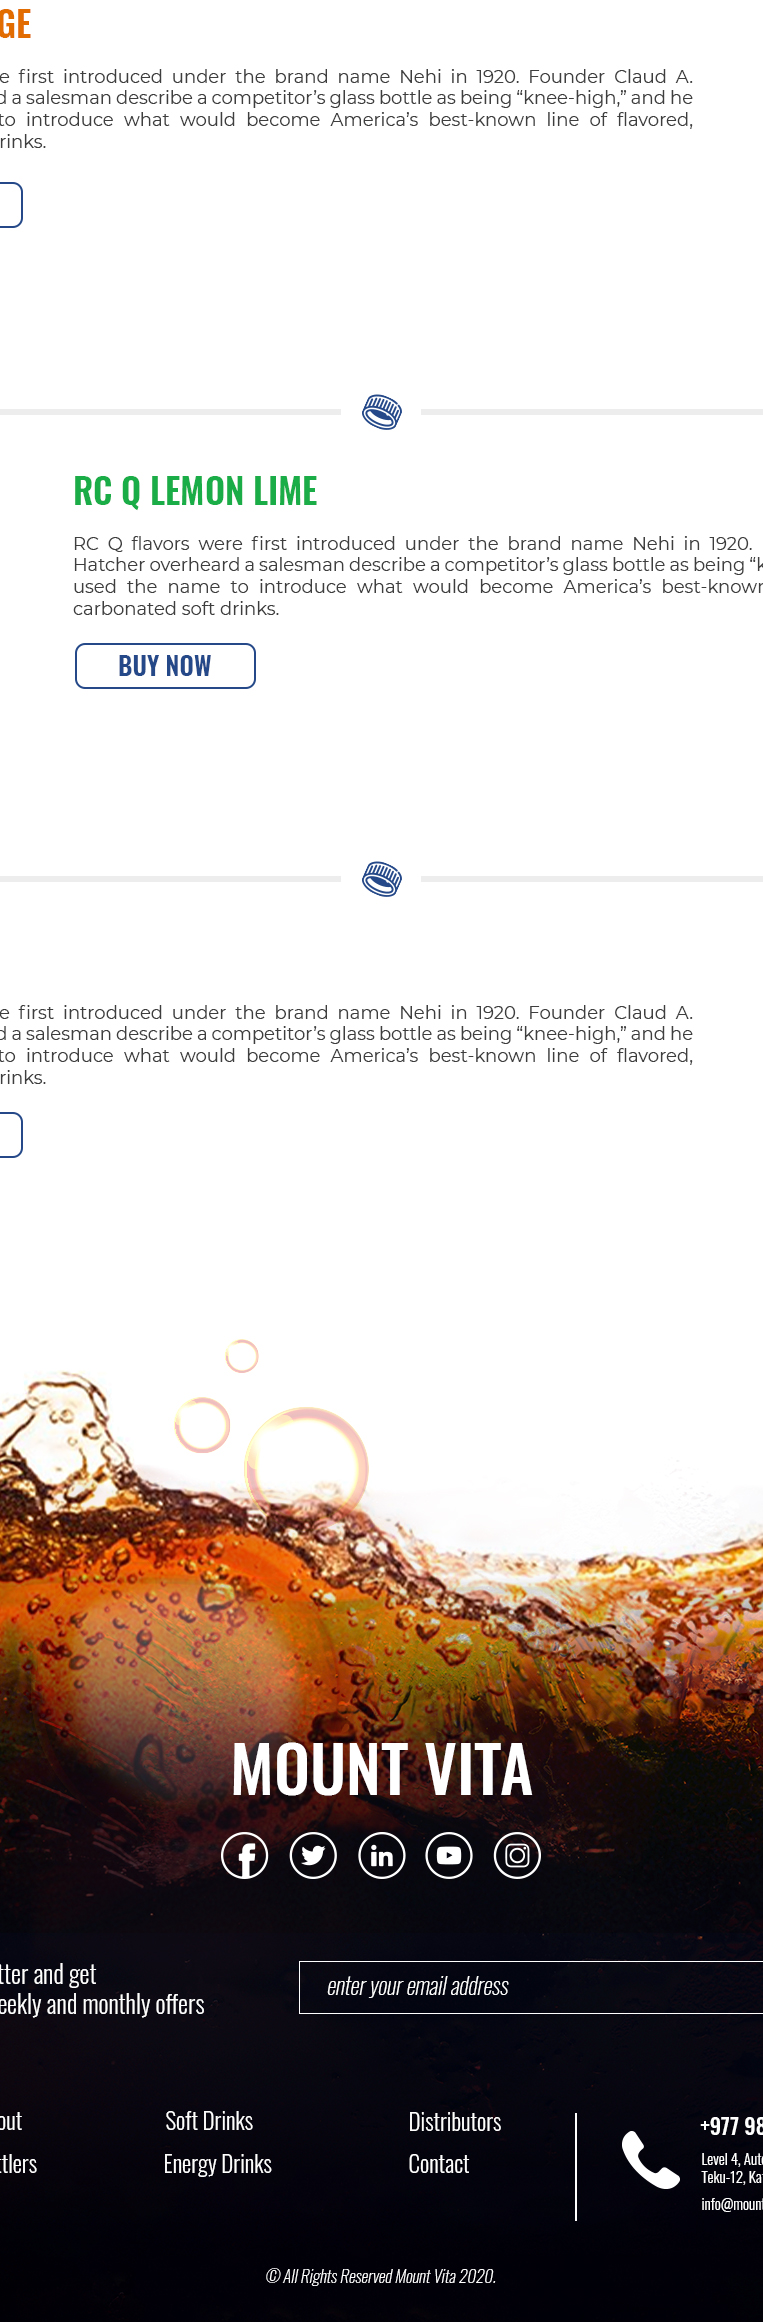 GE
e first introduced under the brand name Nehi in 1920. Founder Claud A.
d a salesman describe a competitor’s glass bottle as being “knee-high,” and he
to introduce what would become America’s best-known line of flavored,
rinks.
RC Q LEMON LIME
RC Q flavors were first introduced under the brand name Nehi in 1920.
Hatcher overheard a salesman describe a competitor’s glass bottle as being “k
used the name to introduce what would become America’s best-known
carbonated soft drinks.
BUY NOW
e first introduced under the brand name Nehi in 1920. Founder Claud A.
d a salesman describe a competitor’s glass bottle as being “knee-high,” and he
to introduce what would become America’s best-known line of flavored,
rinks.
MOUNT VITA
tter and get
eekly and monthly offers
enter your email address
out
Soft Drinks
Distributors
ttlers
Energy Drinks
Contact
+977 98
Level 4, Aut
Teku-12, Ka
info@moun
© All Rights Reserved Mount Vita 2020.